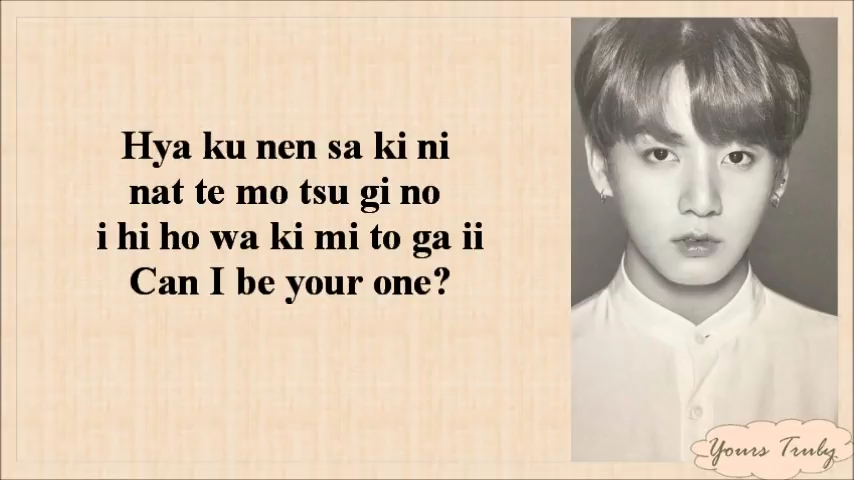 Hya ku nen sa ki ni
nat te mo tsu gi no
i hi ho wa ki mi to ga ii
Can I be your one?
Yours Truly